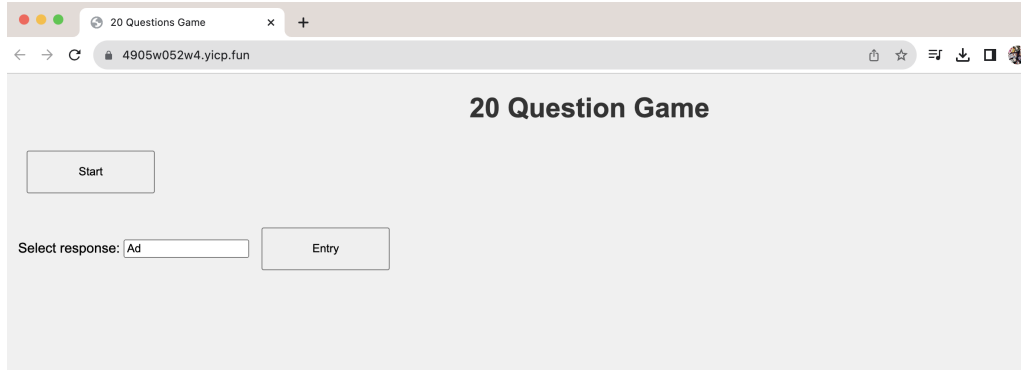 20 Questions Game
4905w052w4.yicp.fun
20 Question Game
Start
Select response: Ad
Entry